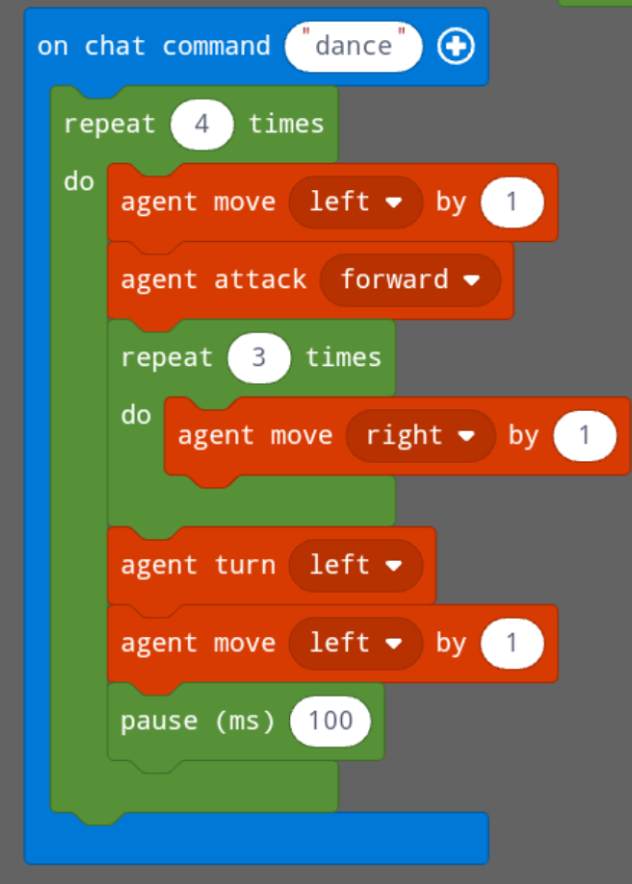 on chat command "dance"
repeat 4 times
do
agent move left by 1
agent attack forward
repeat 3 times
do
agent move right by 1
agent turn left
agent move left by 1
pause (ms) 100